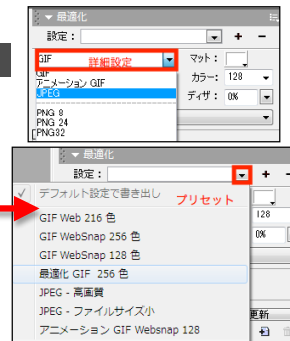 ▼ 最適化
設定：
GIF
詳細設定
マット：
GIF
カラー： 128
アニメーション GIF
JPEG
ディザ： 0%
PNG 8
PNG 24
PNG32
▼ 最適化
設定：
✓ デフォルト設定で書き出し
プリセット
GIF Web 216 色
128
GIF WebSnap 256 色
0%
GIF WebSnap 128 色
最適化 GIF 256 色
JPEG - 高画質
JPEG - ファイルサイズ小
更新
アニメーション GIF Websnap 128